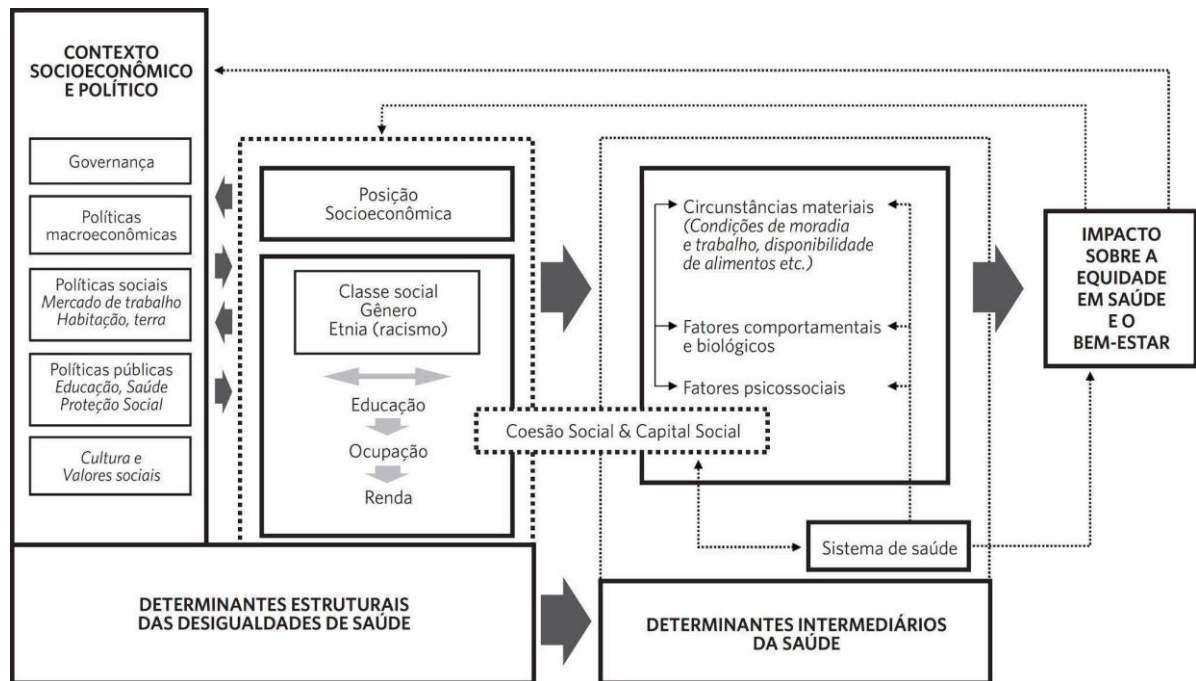 CONTEXTO
SOCIOECONÔMICO
E POLÍTICO
Governança
Políticas
macroeconômicas
Políticas sociais
Mercado de trabalho
Habitação, terra
Políticas públicas
Educação, Saúde
Proteção Social
Cultura e
Valores sociais
Posição
Socioeconômica
Classe social
Gênero
Etnia (racismo)
Educação
Ocupação
Renda
Coesão Social & Capital Social
Circunstâncias materiais
(Condições de moradia
e trabalho, disponibilidade
de alimentos etc.)
Fatores comportamentais
e biológicos
Fatores psicossociais
Sistema de saúde
IMPACTO
SOBRE A
EQUIDADE
EM SAÚDE
E O
BEM-ESTAR
DETERMINANTES ESTRUTURAIS
DAS DESIGUALDADES DE SAÚDE
DETERMINANTES INTERMEDIÁRIOS
DA SAÚDE